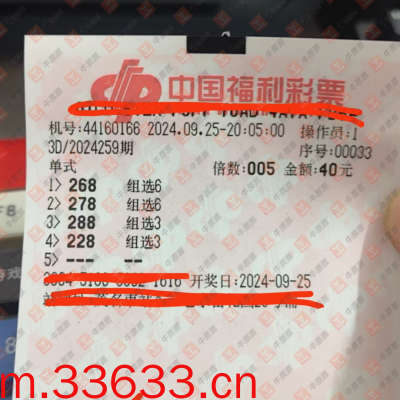 中国福利彩票
机号:44160166 2024.09.25-20:05:00 操作员:1
3D/2024259期 序号:00033
单式 倍数:005 金额:40元
1> 268 组选6
2> 278 组选6
3> 288 组选3
4> 228 组选3
5> --- --
开奖日:2024-09-25
m.33633.cn